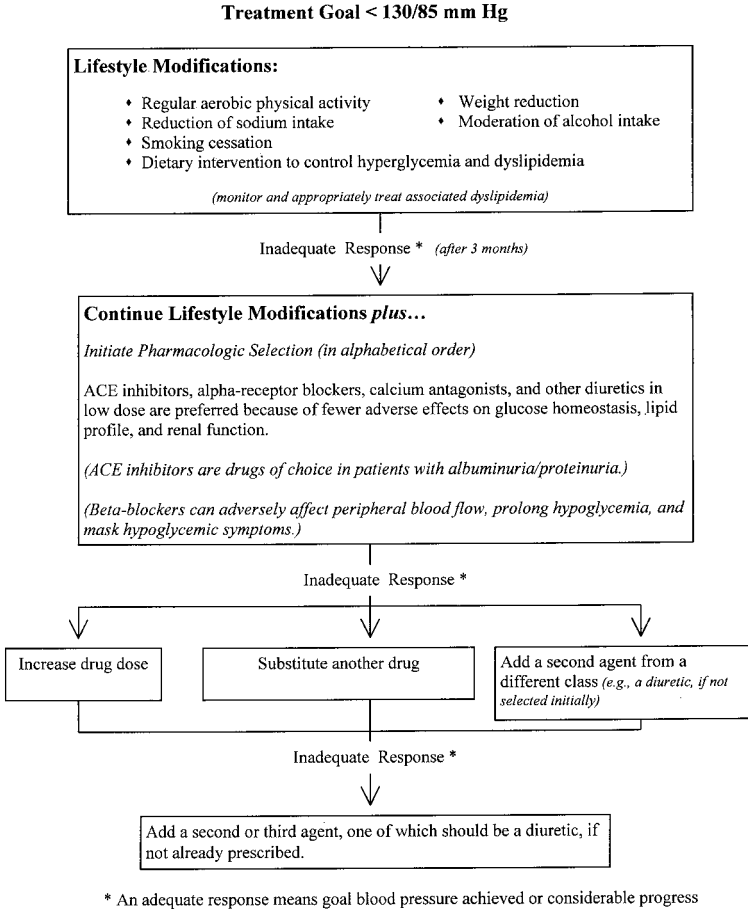 Treatment Goal < 130/85 mm Hg
Lifestyle Modifications:
♦ Regular aerobic physical activity
♦ Weight reduction
♦ Reduction of sodium intake
♦ Moderation of alcohol intake
♦ Smoking cessation
♦ Dietary intervention to control hyperglycemia and dyslipidemia
(monitor and appropriately treat associated dyslipidemia)
Inadequate Response * (after 3 months)
Continue Lifestyle Modifications plus…
Initiate Pharmacologic Selection (in alphabetical order)
ACE inhibitors, alpha-receptor blockers, calcium antagonists, and other diuretics in
low dose are preferred because of fewer adverse effects on glucose homeostasis, lipid
profile, and renal function.
(ACE inhibitors are drugs of choice in patients with albuminuria/proteinuria.)
(Beta-blockers can adversely affect peripheral blood flow, prolong hypoglycemia, and
mask hypoglycemic symptoms.)
Inadequate Response *
Increase drug dose
Substitute another drug
Add a second agent from a
different class (e.g., a diuretic, if not
selected initially)
Inadequate Response *
Add a second or third agent, one of which should be a diuretic, if
not already prescribed.
* An adequate response means goal blood pressure achieved or considerable progress